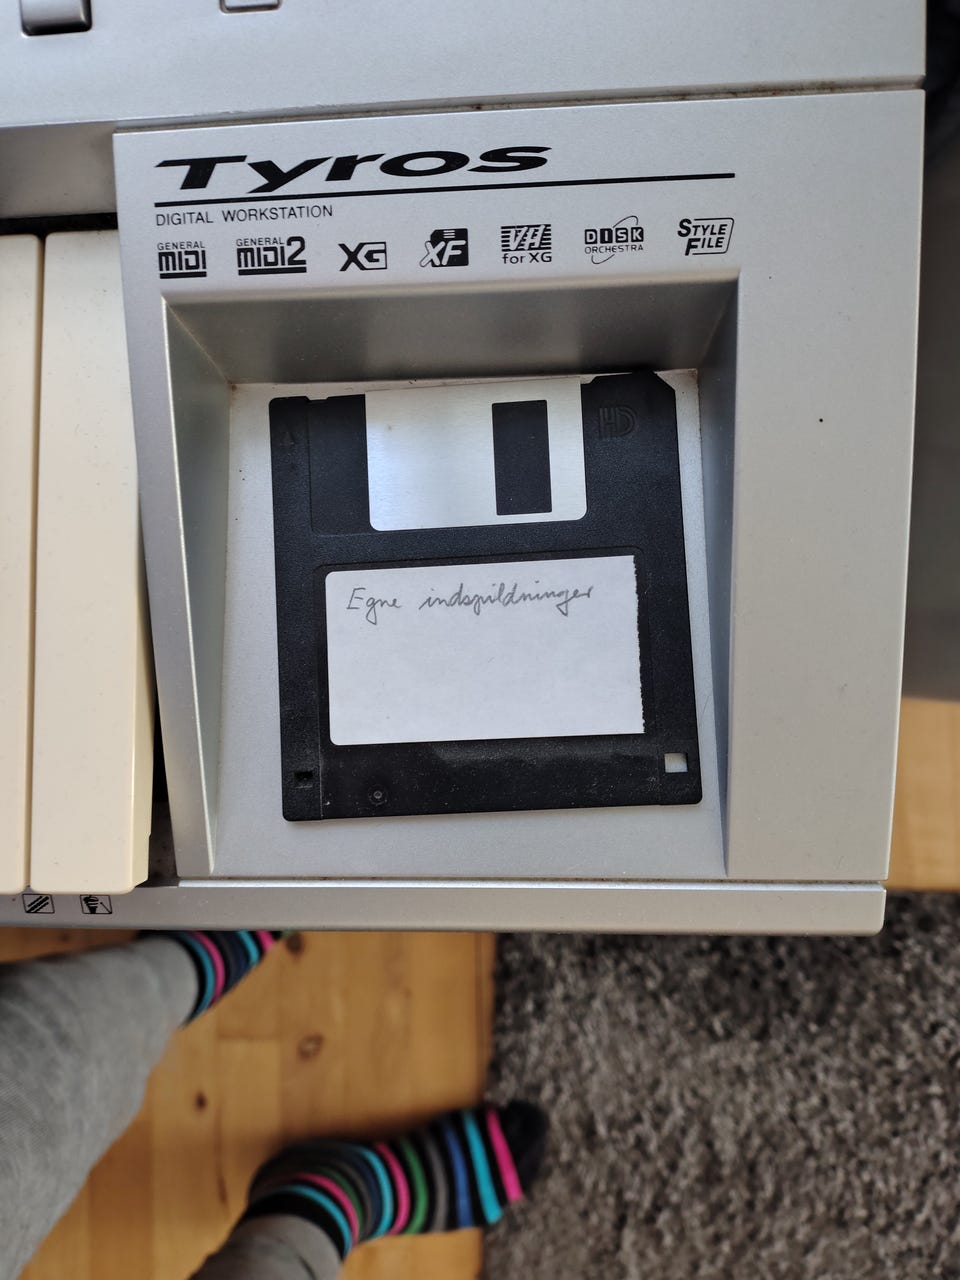 Tyros
DIGITAL WORKSTATION
GENERAL MIDI GENERAL MIDI2 XG XF VH for XG DISK ORCHESTRA STYLE FILE
HD
Egne indspildninger